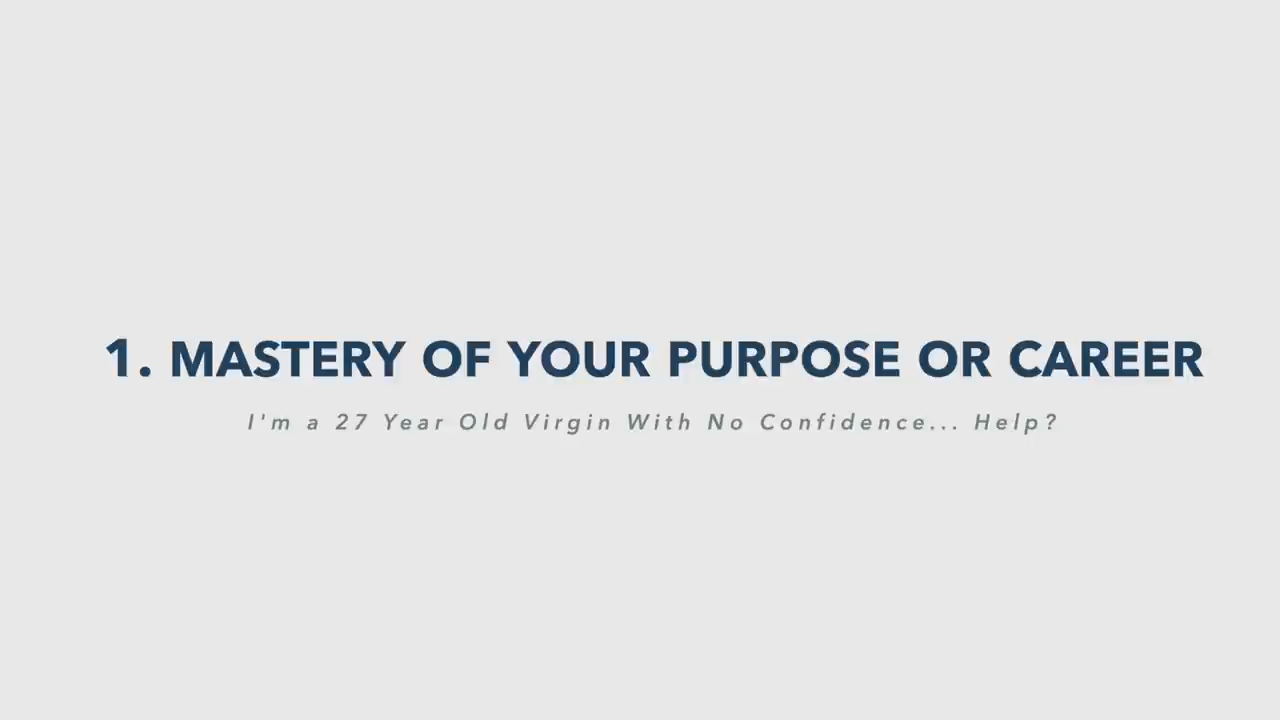 1. MASTERY OF YOUR PURPOSE OR CAREER
I'm a 27 Year Old Virgin With No Confidence... Help?